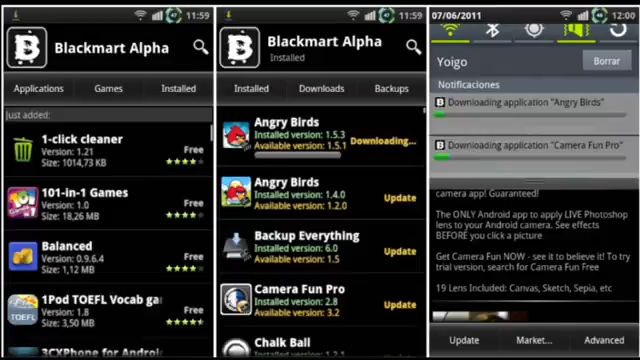 11:59
Blackmart Alpha
Applications
Games
Installed
Just added:
1-click cleaner
Version: 1.21
Size: 1014,73 KB
Free
101-in-1 Games
Version: 1.0
Size: 18,26 MB
Free
Balanced
Version: 0.9.6.4
Size: 1,12 MB
Free
1Pod TOEFL Vocab ga
Version: 1.8
Size: 3,50 MB
Free
3CXPhone for Android
11:59
Blackmart Alpha
Installed
Installed
Downloads
Backups
Angry Birds
Installed version: 1.5.3
Available version: 1.5.1
Downloading...
Angry Birds
Installed version: 1.4.0
Available version: 1.2.0
Update
Backup Everything
Installed version: 6.0
Available version: 1.5
Update
Camera Fun Pro
Installed version: 2.8
Available version: 3.2
Update
Chalk Ball
07/06/2011
12:00
Yoigo
Borrar
Notificaciones
Downloading application "Angry Birds"
Downloading application "Camera Fun Pro"
camera app! Guaranteed!
The ONLY Android app to apply LIVE Photoshop
lens to your Android camera. See effects
BEFORE you click a picture
Get Camera Fun NOW - see it to believe it! To try
trial version, search for Camera Fun Free
19 Lens Included: Canvas, Sketch, Sepia, etc
Update
Market...
Advanced